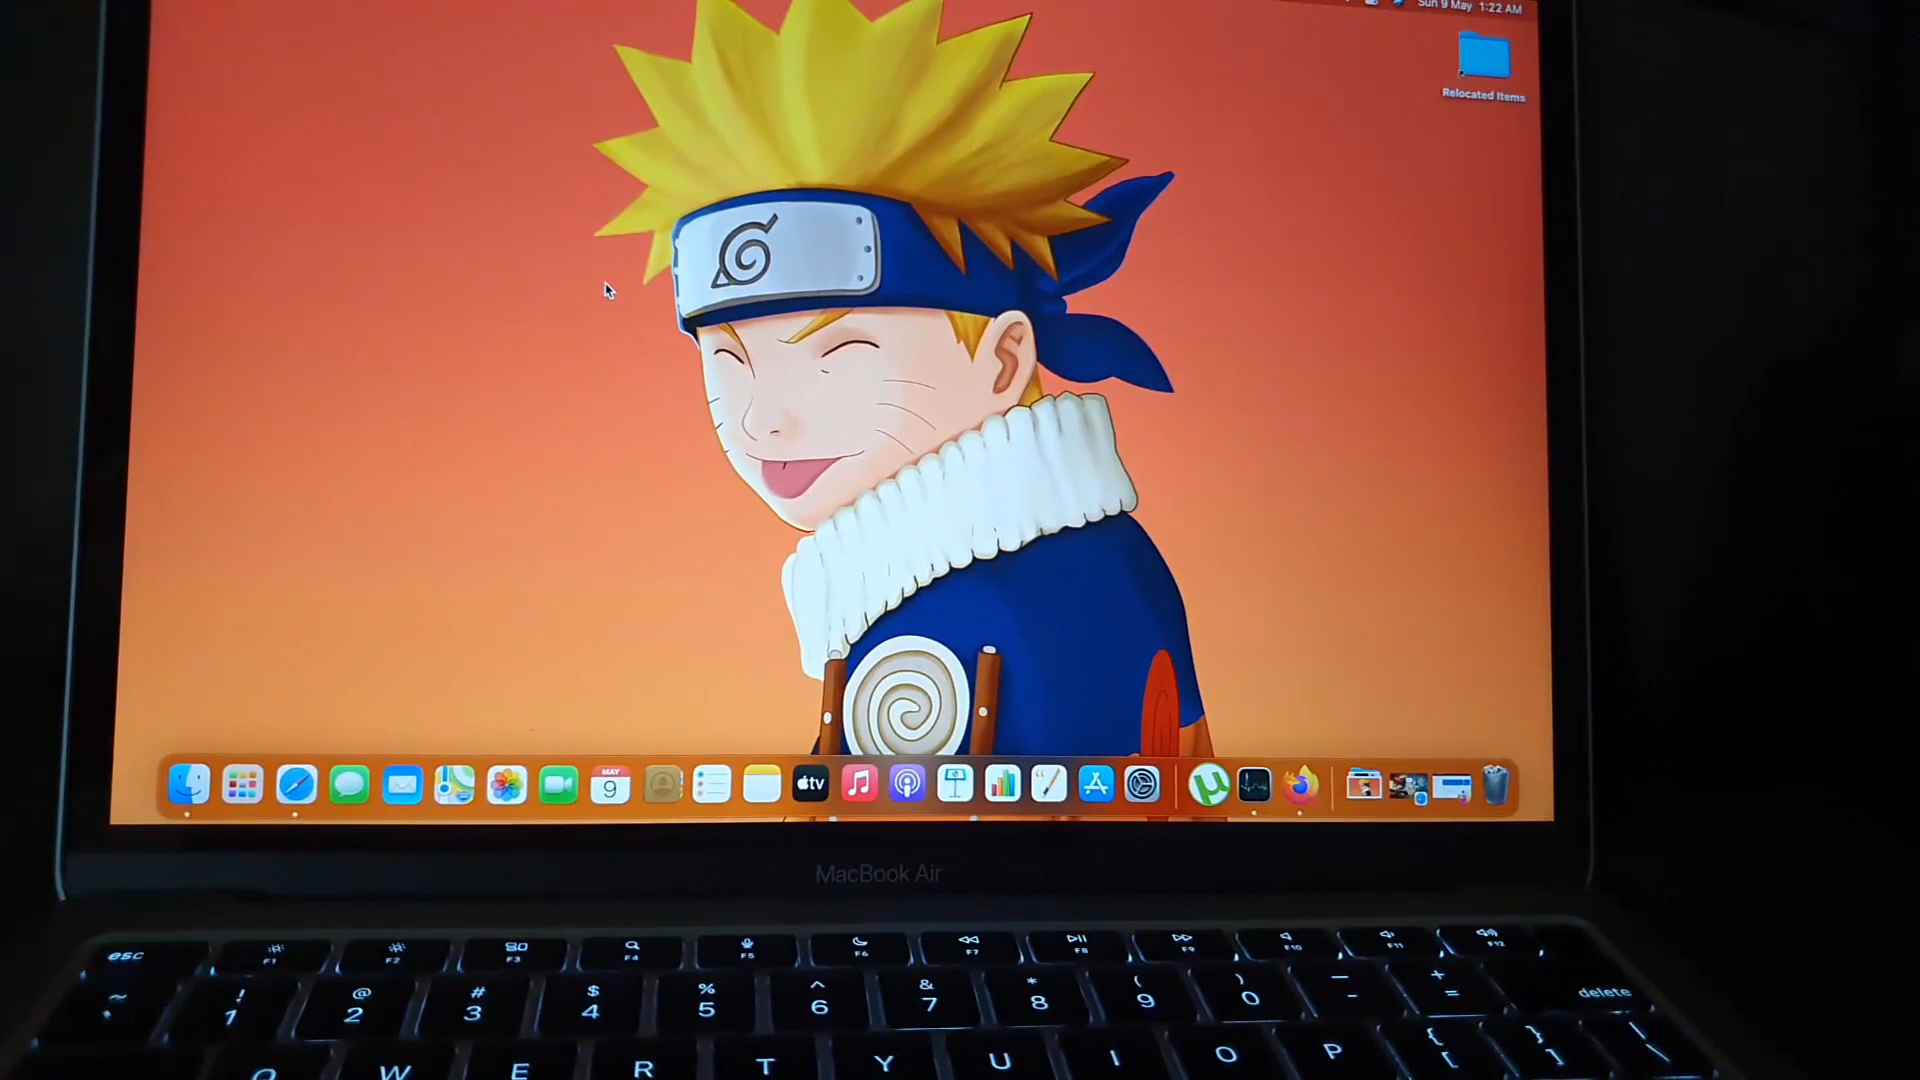 Sun 9 May 1:22 AM
Relocated Items
MAY
9
tv
MacBook Air
esc F1 F2 F3 F4 F5 F6 F7 F8 F9 F10 F11 F12
~ ! @ # $ % ^ & * ( ) — +
` 1 2 3 4 5 6 7 8 9 0 - = delete
Q W E R T Y U I O P { [ } ] | \